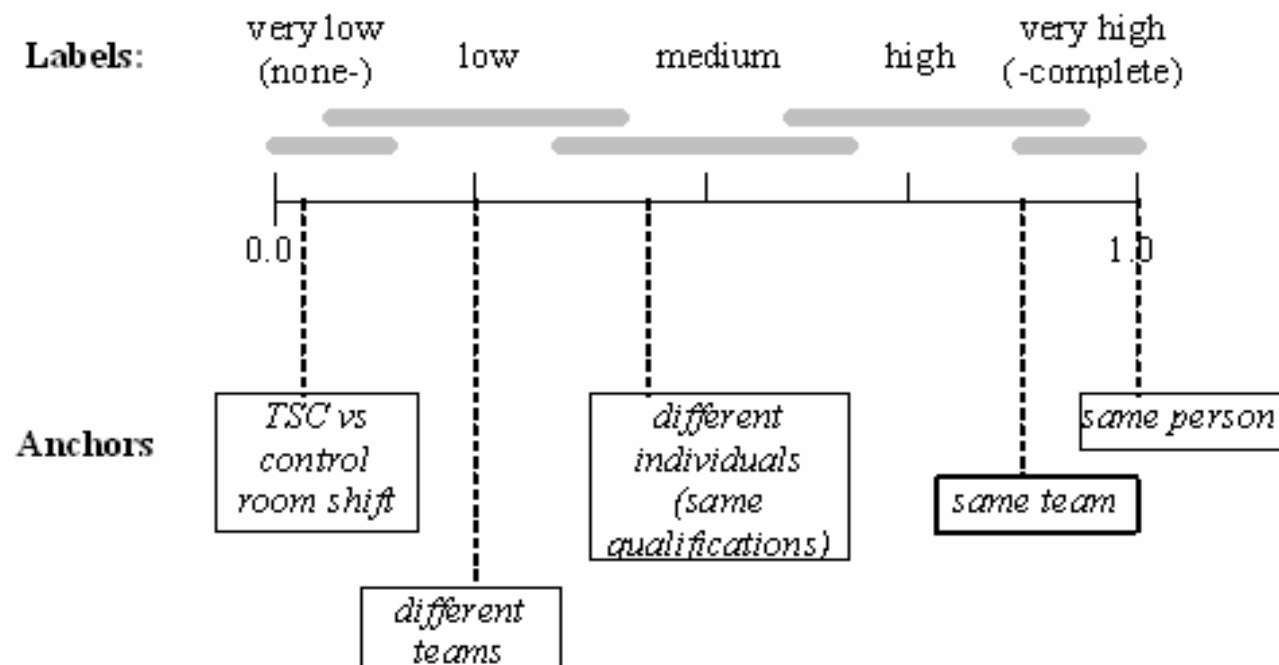 Labels:
very low
(none-)
low
medium
high
very high
(-complete)
0.0
1.0
Anchors
TSC vs
control
room shift
different
teams
different
individuals
(same
qualifications)
same team
same person